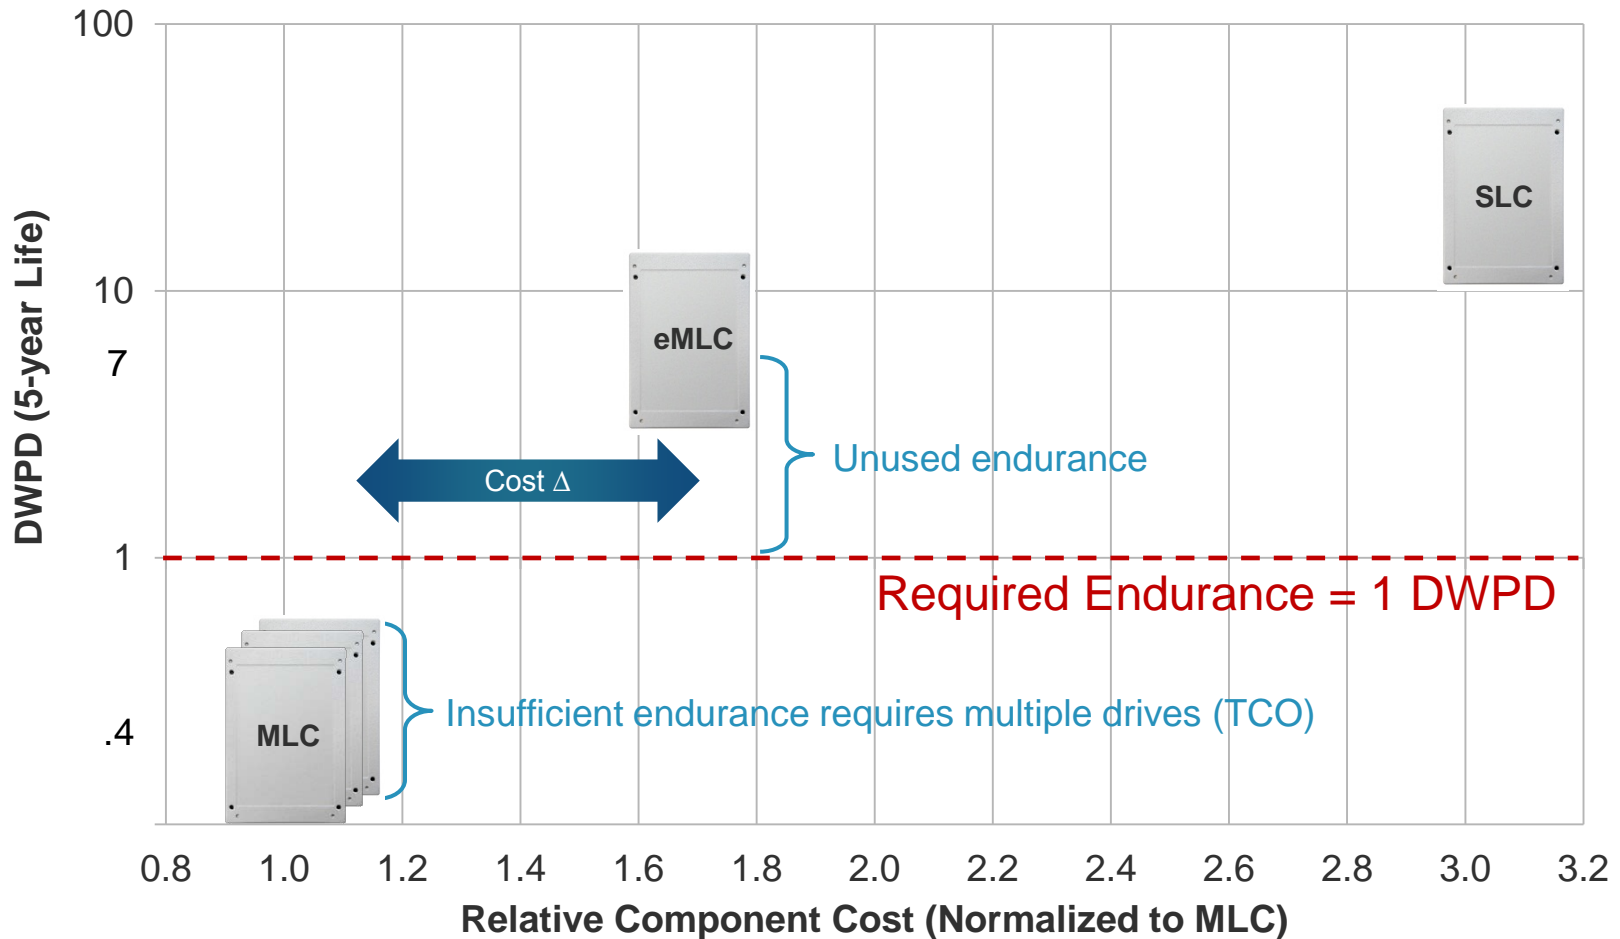 100
10
7
1
.4
DWPD (5-year Life)
SLC
eMLC
Unused endurance
Cost Δ
Required Endurance = 1 DWPD
MLC
Insufficient endurance requires multiple drives (TCO)
0.8 1.0 1.2 1.4 1.6 1.8 2.0 2.2 2.4 2.6 2.8 3.0 3.2
Relative Component Cost (Normalized to MLC)